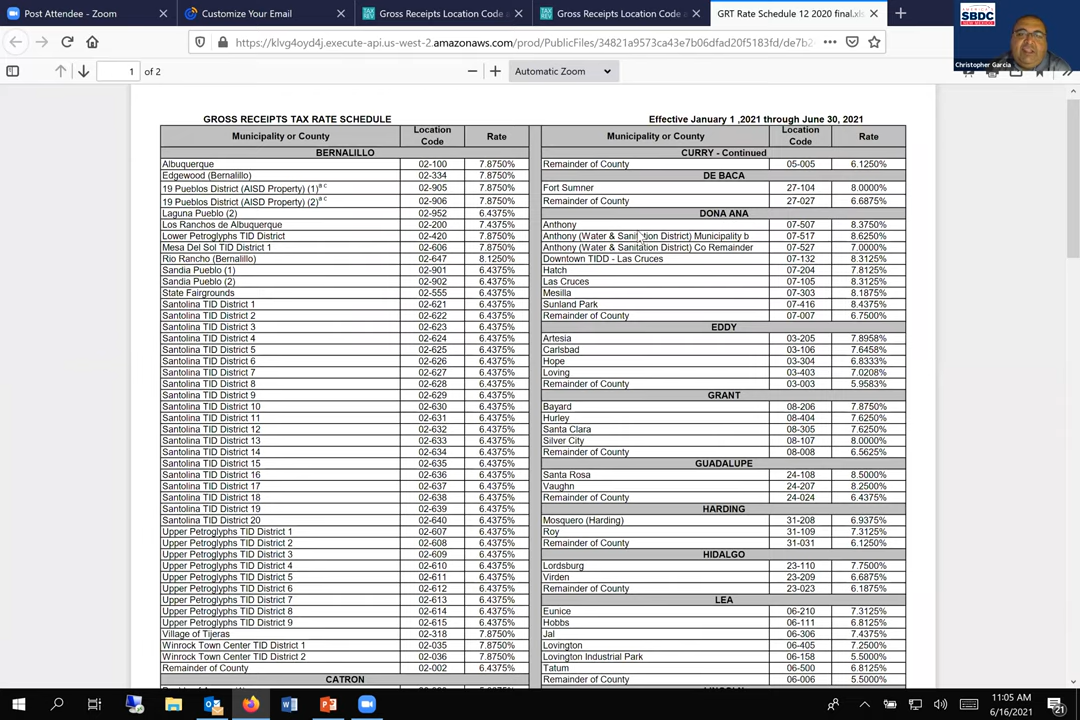 Post Attendee - Zoom
Customize Your Email
Gross Receipts Location Code a
Gross Receipts Location Code a
GRT Rate Schedule 12 2020 final.xls
https://klvg4oyd4j.execute-api.us-west-2.amazonaws.com/prod/PublicFiles/34821a9573ca43e7b06dfad20f5183fd/de7b2
AMERICA'S
SBDC
NEW MEXICO
Christopher Garcia
1 of 2
Automatic Zoom
GROSS RECEIPTS TAX RATE SCHEDULE
Effective January 1 ,2021 through June 30, 2021
Municipality or County Location Code Rate
BERNALILLO
Albuquerque 02-100 7.8750%
Edgewood (Bernalillo) 02-334 7.8750%
19 Pueblos District (AISD Property) (1)a c 02-905 7.8750%
19 Pueblos District (AISD Property) (2)a c 02-906 7.8750%
Laguna Pueblo (2) 02-952 6.4375%
Los Ranchos de Albuquerque 02-200 7.4375%
Lower Petroglyphs TID District 02-420 7.8750%
Mesa Del Sol TID District 1 02-606 7.8750%
Rio Rancho (Bernalillo) 02-647 8.1250%
Sandia Pueblo (1) 02-901 6.4375%
Sandia Pueblo (2) 02-902 6.4375%
State Fairgrounds 02-555 6.4375%
Santolina TID District 1 02-621 6.4375%
Santolina TID District 2 02-622 6.4375%
Santolina TID District 3 02-623 6.4375%
Santolina TID District 4 02-624 6.4375%
Santolina TID District 5 02-625 6.4375%
Santolina TID District 6 02-626 6.4375%
Santolina TID District 7 02-627 6.4375%
Santolina TID District 8 02-628 6.4375%
Santolina TID District 9 02-629 6.4375%
Santolina TID District 10 02-630 6.4375%
Santolina TID District 11 02-631 6.4375%
Santolina TID District 12 02-632 6.4375%
Santolina TID District 13 02-633 6.4375%
Santolina TID District 14 02-634 6.4375%
Santolina TID District 15 02-635 6.4375%
Santolina TID District 16 02-636 6.4375%
Santolina TID District 17 02-637 6.4375%
Santolina TID District 18 02-638 6.4375%
Santolina TID District 19 02-639 6.4375%
Santolina TID District 20 02-640 6.4375%
Upper Petroglyphs TID District 1 02-607 6.4375%
Upper Petroglyphs TID District 2 02-608 6.4375%
Upper Petroglyphs TID District 3 02-609 6.4375%
Upper Petroglyphs TID District 4 02-610 6.4375%
Upper Petroglyphs TID District 5 02-611 6.4375%
Upper Petroglyphs TID District 6 02-612 6.4375%
Upper Petroglyphs TID District 7 02-613 6.4375%
Upper Petroglyphs TID District 8 02-614 6.4375%
Upper Petroglyphs TID District 9 02-615 6.4375%
Village of Tijeras 02-318 7.8750%
Winrock Town Center TID District 1 02-035 7.8750%
Winrock Town Center TID District 2 02-036 7.8750%
Remainder of County 02-002 6.4375%
CATRON
Municipality or County Location Code Rate
CURRY - Continued
Remainder of County 05-005 6.1250%
DE BACA
Fort Sumner 27-104 8.0000%
Remainder of County 27-027 6.6875%
DONA ANA
Anthony 07-507 8.3750%
Anthony (Water & Sanitation District) Municipality b 07-517 8.6250%
Anthony (Water & Sanitation District) Co Remainder 07-527 7.0000%
Downtown TIDD - Las Cruces 07-132 8.3125%
Hatch 07-204 7.8125%
Las Cruces 07-105 8.3125%
Mesilla 07-303 8.1875%
Sunland Park 07-416 8.4375%
Remainder of County 07-007 6.7500%
EDDY
Artesia 03-205 7.8958%
Carlsbad 03-106 7.6458%
Hope 03-304 6.8333%
Loving 03-403 7.0208%
Remainder of County 03-003 5.9583%
GRANT
Bayard 08-206 7.8750%
Hurley 08-404 7.6250%
Santa Clara 08-305 7.6250%
Silver City 08-107 8.0000%
Remainder of County 08-008 6.5625%
GUADALUPE
Santa Rosa 24-108 8.5000%
Vaughn 24-207 8.2500%
Remainder of County 24-024 6.4375%
HARDING
Mosquero (Harding) 31-208 6.9375%
Roy 31-109 7.3125%
Remainder of County 31-031 6.1250%
HIDALGO
Lordsburg 23-110 7.7500%
Virden 23-209 6.6875%
Remainder of County 23-023 6.1875%
LEA
Eunice 06-210 7.3125%
Hobbs 06-111 6.8125%
Jal 06-306 7.4375%
Lovington 06-405 7.2500%
Lovington Industrial Park 06-158 5.5000%
Tatum 06-500 6.8125%
Remainder of County 06-006 5.5000%
11:05 AM
6/16/2021
21